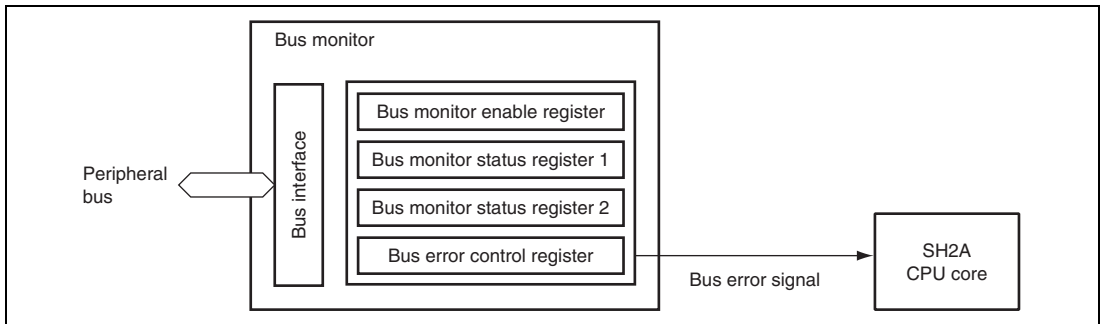 Bus monitor
Peripheral
bus
Bus interface
Bus monitor enable register
Bus monitor status register 1
Bus monitor status register 2
Bus error control register
Bus error signal
SH2A
CPU core